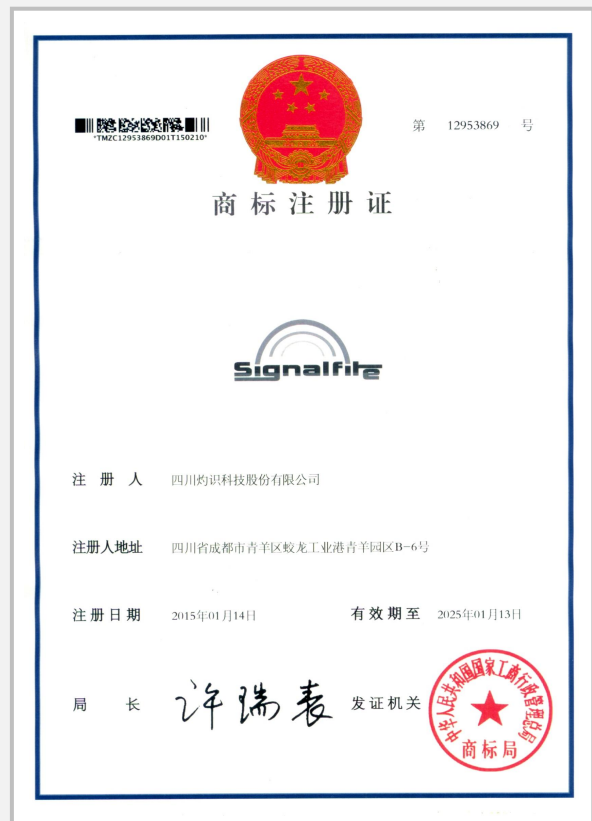 *TMZC12953869D01T150210*
第 12953869 号
商标注册证
Signalfire
注册人 四川灼识科技股份有限公司
注册人地址 四川省成都市青羊区蛟龙工业港青羊园区B-6号
注册日期 2015年01月14日 有效期至 2025年01月13日
局长 许瑞表 发证机关
中华人民共和国国家工商行政管理总局
商标局